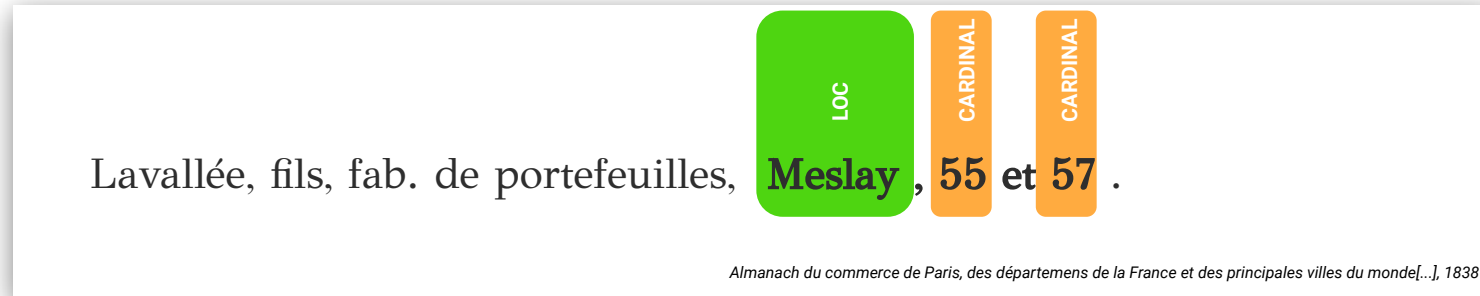 LOC CARDINAL CARDINAL
Lavallée, fils, fab. de portefeuilles, Meslay , 55 et 57 .
Almanach du commerce de Paris, des départemens de la France et des principales villes du monde[...], 1838